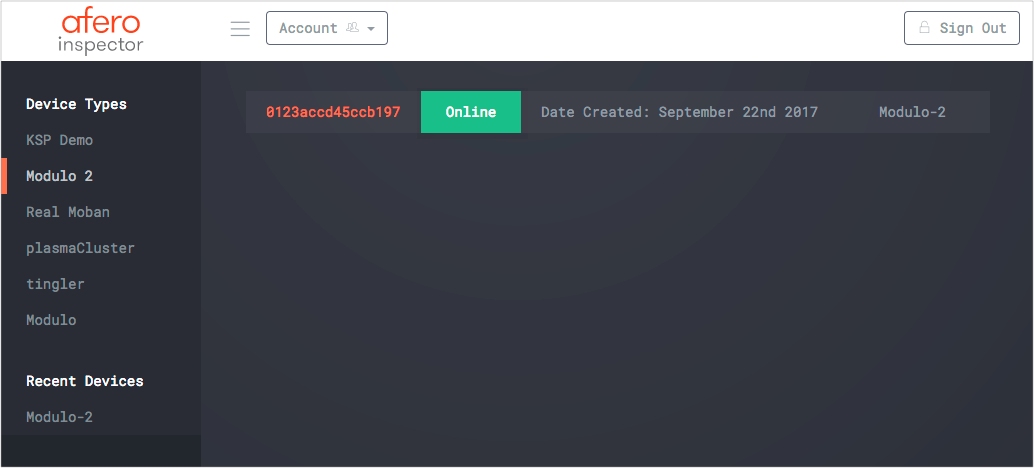 afero
inspector
Account
Sign Out
Device Types
KSP Demo
Modulo 2
Real Moban
plasmaCluster
tingler
Modulo
Recent Devices
Modulo-2
0123accd45ccb197 Online Date Created: September 22nd 2017 Modulo-2